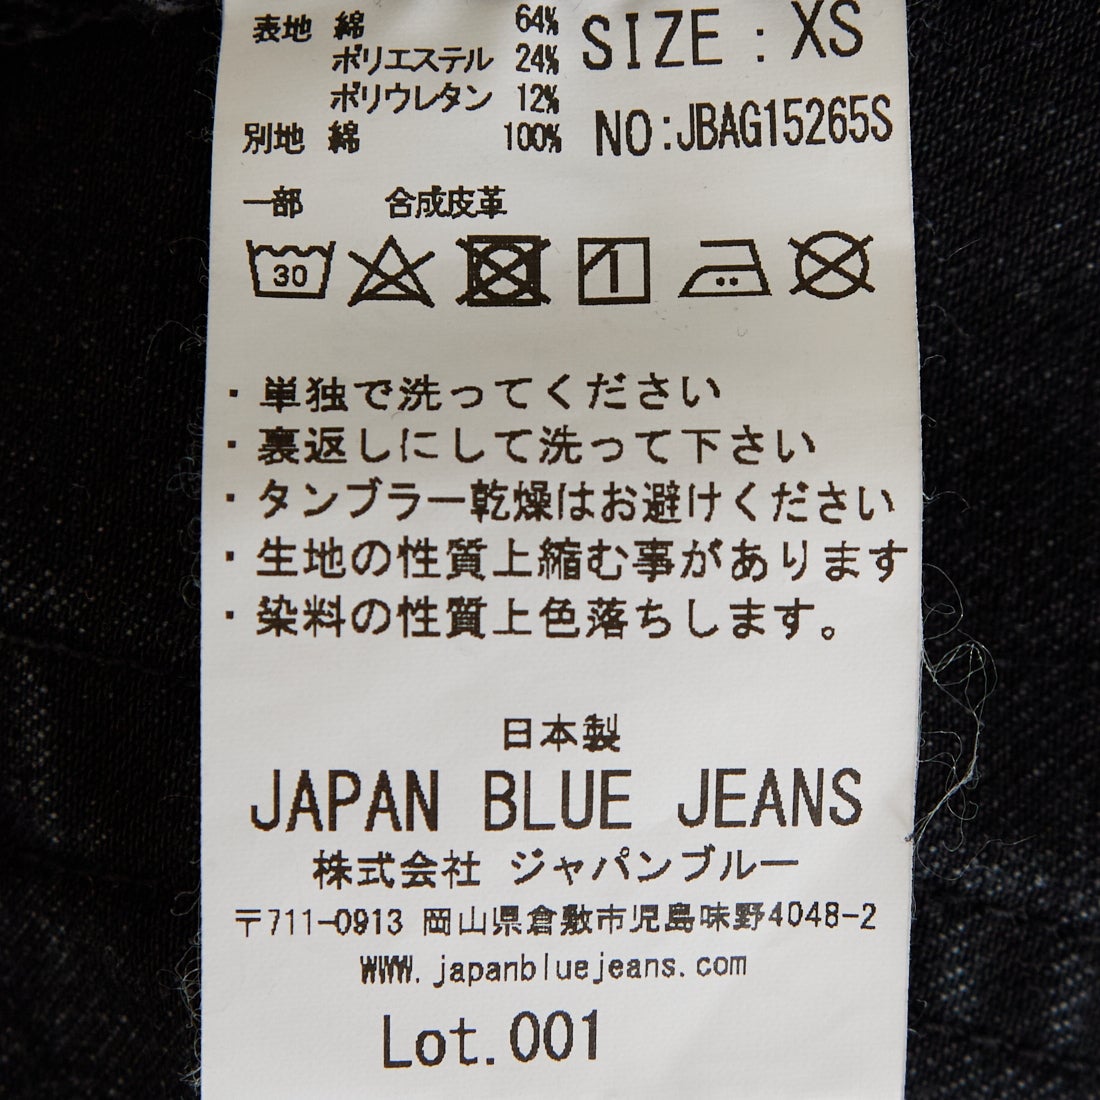 表地 綿 64% SIZE : XS
ポリエステル 24%
ポリウレタン 12% NO:JBAG15265S
別地 綿 100%
一部 合成皮革
30
・単独で洗ってください
・裏返しにして洗って下さい
・タンブラー乾燥はお避けください
・生地の性質上縮む事があります
・染料の性質上色落ちします。
日本製
JAPAN BLUE JEANS
株式会社 ジャパンブルー
〒711-0913 岡山県倉敷市児島味野4048-2
www.japanbluejeans.com
Lot.001